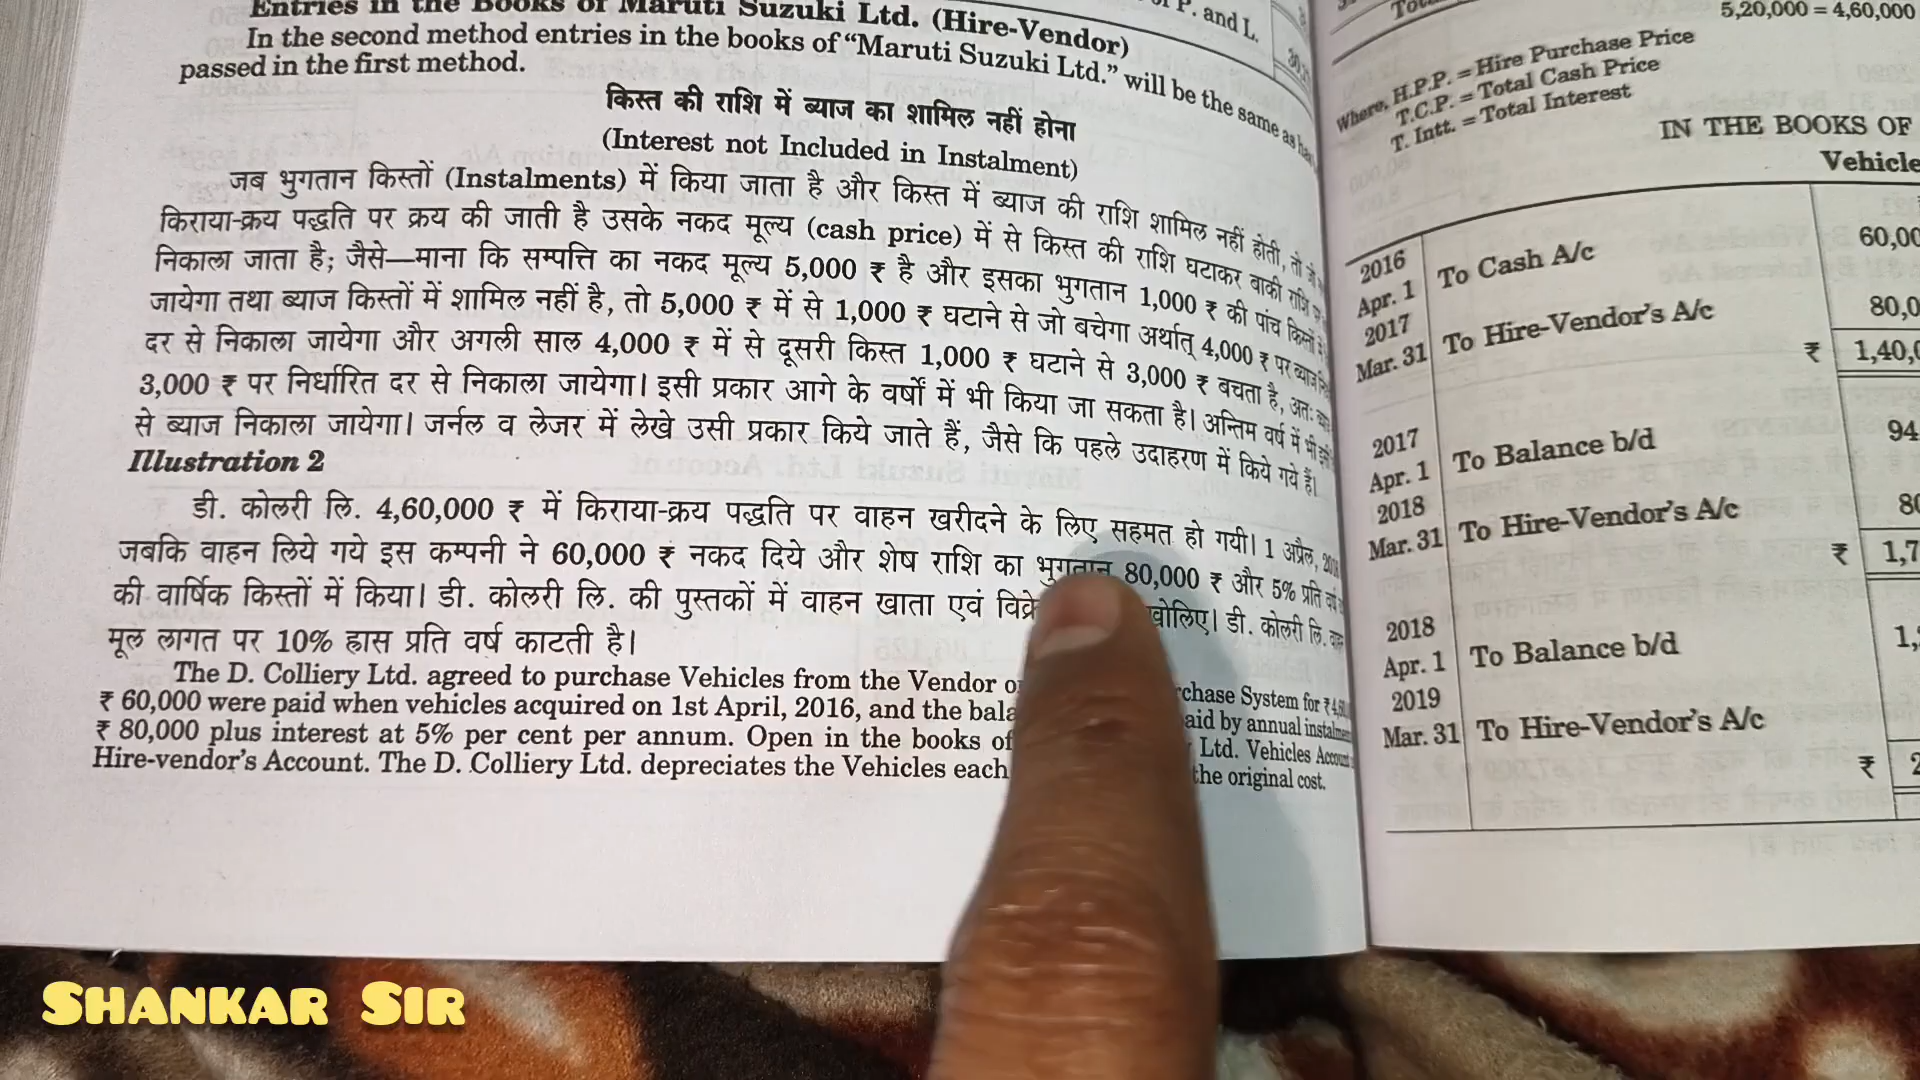 Entries in the Books of Maruti Suzuki Ltd. (Hire-Vendor)
In the second method entries in the books of “Maruti Suzuki Ltd.” will be the same as
passed in the first method.
किस्त की राशि में ब्याज का शामिल नहीं होना
(Interest not Included in Instalment)
जब भुगतान किस्तों (Instalments) में किया जाता है और किस्त में ब्याज की राशि शामिल नहीं होती, तो
किराया-क्रय पद्धति पर क्रय की जाती है उसके नकद मूल्य (cash price) में से किस्त की राशि घटाकर बाकी राशि
निकाला जाता है; जैसे—माना कि सम्पत्ति का नकद मूल्य 5,000 ₹ है और इसका भुगतान 1,000 ₹ की पांच किस्तों
जायेगा तथा ब्याज किस्तों में शामिल नहीं है, तो 5,000 ₹ में से 1,000 ₹ घटाने से जो बचेगा अर्थात् 4,000 ₹ पर ब्याज
दर से निकाला जायेगा और अगली साल 4,000 ₹ में से दूसरी किस्त 1,000 ₹ घटाने से 3,000 ₹ बचता है, अतः
3,000 ₹ पर निर्धारित दर से निकाला जायेगा। इसी प्रकार आगे के वर्षों में भी किया जा सकता है। अन्तिम वर्ष में भी
से ब्याज निकाला जायेगा। जर्नल व लेजर में लेखे उसी प्रकार किये जाते हैं, जैसे कि पहले उदाहरण में किये गये हैं।
Illustration 2
डी. कोलरी लि. 4,60,000 ₹ में किराया-क्रय पद्धति पर वाहन खरीदने के लिए सहमत हो गयी। 1 अप्रैल,
जबकि वाहन लिये गये इस कम्पनी ने 60,000 ₹ नकद दिये और शेष राशि का भुगतान 80,000 ₹ और 5% प्रति वर्ष
की वार्षिक किस्तों में किया। डी. कोलरी लि. की पुस्तकों में वाहन खाता एवं खोलिए। डी. कोलरी लि.
मूल लागत पर 10% ह्रास प्रति वर्ष काटती है।
The D. Colliery Ltd. agreed to purchase Vehicles from the Vendor System for
₹ 60,000 were paid when vehicles acquired on 1st April, 2016, and the by annual
₹ 80,000 plus interest at 5% per cent per annum. Open in the books of Ltd. Vehicles Account
Hire-vendor’s Account. The D. Colliery Ltd. depreciates the Vehicles each the original cost.
P. and L.
5,20,000 = 4,60,000
Where, H.P.P. = Hire Purchase Price
T.C.P. = Total Cash Price
T. Intt. = Total Interest
IN THE BOOKS OF
2016
Apr. 1 To Cash A/c
2017
Mar. 31 To Hire-Vendor’s A/c
₹
2017
Apr. 1 To Balance b/d
2018
Mar. 31 To Hire-Vendor’s A/c
₹
2018
Apr. 1 To Balance b/d
2019
Mar. 31 To Hire-Vendor’s A/c
₹
SHANKAR SIR